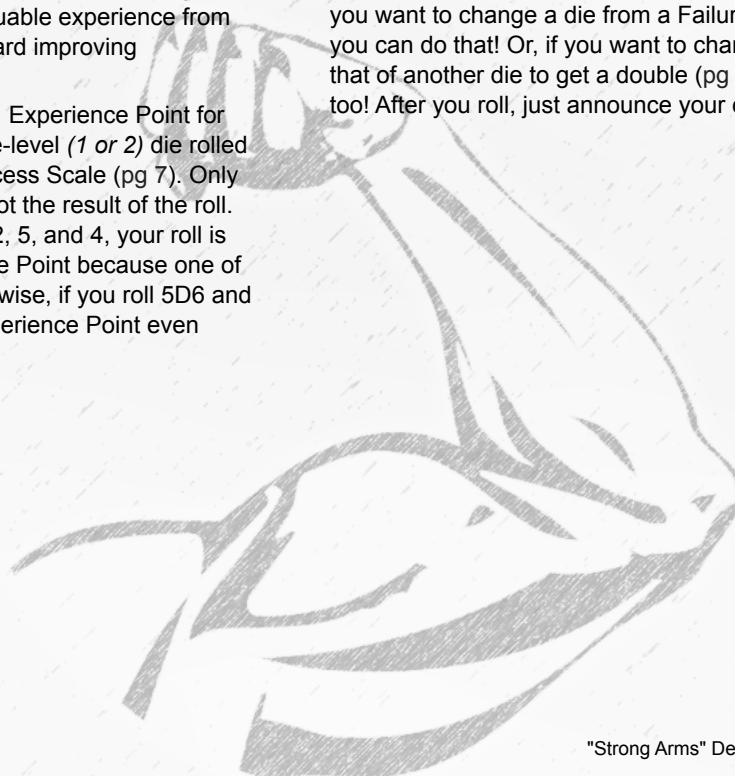 uable experience from
ard improving
Experience Point for
e-level (1 or 2) die rolled
cess Scale (pg 7). Only
ot the result of the roll.
2, 5, and 4, your roll is
e Point because one of
wise, if you roll 5D6 and
perience Point even
you want to change a die from a Failur
you can do that! Or, if you want to char
that of another die to get a double (pg
too! After you roll, just announce your
"Strong Arms" De